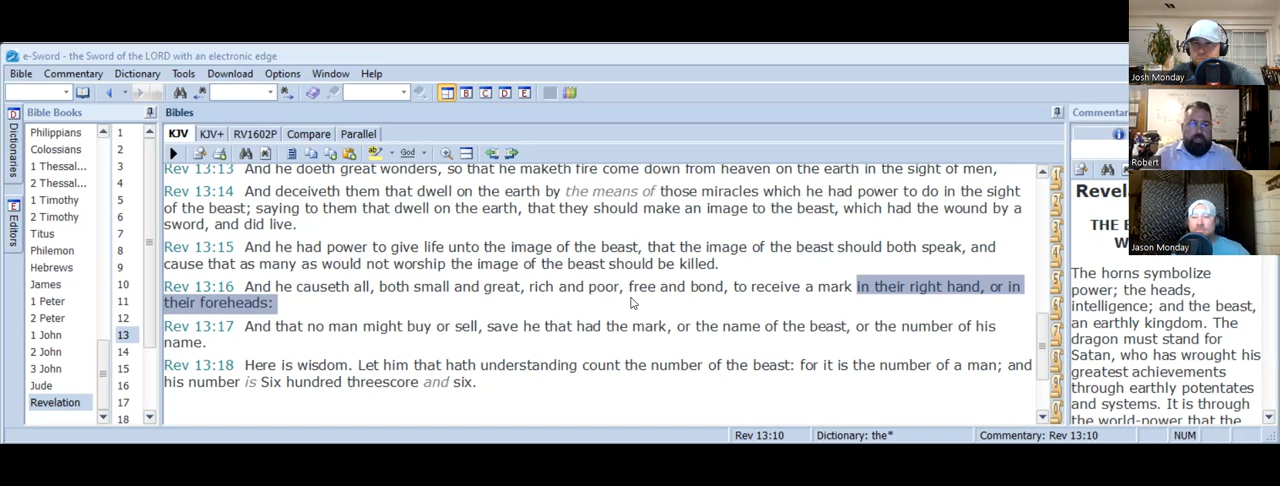 e-Sword - the Sword of the LORD with an electronic edge
Bible Commentary Dictionary Tools Download Options Window Help
B C D E
Dictionaries
Editors
Bible Books
Philippians
Colossians
1 Thessal...
2 Thessal...
1 Timothy
2 Timothy
Titus
Philemon
Hebrews
James
1 Peter
2 Peter
1 John
2 John
3 John
Jude
Revelation
1
2
3
4
5
6
7
8
9
10
11
12
13
14
15
16
17
18
Bibles
KJV KJV+ RV1602P Compare Parallel
ab God
Rev 13:13 And he doeth great wonders, so that he maketh fire come down from heaven on the earth in the sight of men,
Rev 13:14 And deceiveth them that dwell on the earth by the means of those miracles which he had power to do in the sight
of the beast; saying to them that dwell on the earth, that they should make an image to the beast, which had the wound by a
sword, and did live.
Rev 13:15 And he had power to give life unto the image of the beast, that the image of the beast should both speak, and
cause that as many as would not worship the image of the beast should be killed.
Rev 13:16 And he causeth all, both small and great, rich and poor, free and bond, to receive a mark in their right hand, or in
their foreheads:
Rev 13:17 And that no man might buy or sell, save he that had the mark, or the name of the beast, or the number of his
name.
Rev 13:18 Here is wisdom. Let him that hath understanding count the number of the beast: for it is the number of a man; and
his number is Six hundred threescore and six.
1
2
3
4
5
6
7
8
9
0
Commentar
Revel
THE B
W
The horns symbolize
power; the heads,
intelligence; and the beast,
an earthly kingdom. The
dragon must stand for
Satan, who has wrought his
greatest achievements
through earthly potentates
and systems. It is through
the world-power that the
Rev 13:10 Dictionary: the* Commentary: Rev 13:10 NUM
Josh Monday
Robert
Jason Monday